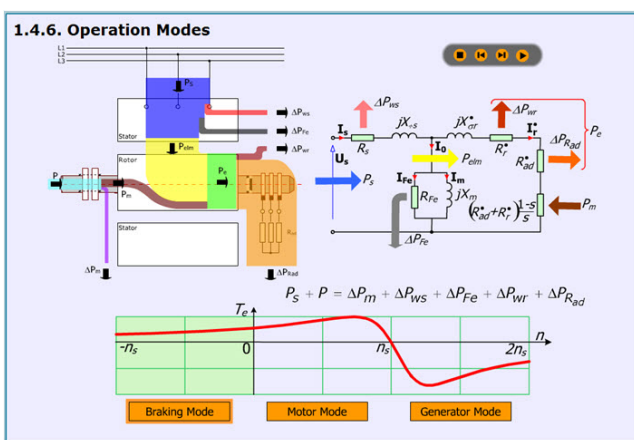 1.4.6. Operation Modes
L1
L2
L3
Ps
ΔPws
ΔPFe
ΔPwr
Stator
Pelm
Rotor
P
Pm
Pe
Stator
ΔPm
ΔPRad
ΔPws
Is
Rs
jXσs
jX•σr
ΔPwr
R•r
I•r
Pe
Us
I0
Pelm
Ps
IFe
Im
RFe
jXm
R•ad
ΔPRad
(R•ad+R•r)1-s/s
Pm
ΔPFe
Ps + P = ΔPm + ΔPws + ΔPFe + ΔPwr + ΔPRad
Te
n
-ns
0
ns
2ns
Braking Mode
Motor Mode
Generator Mode